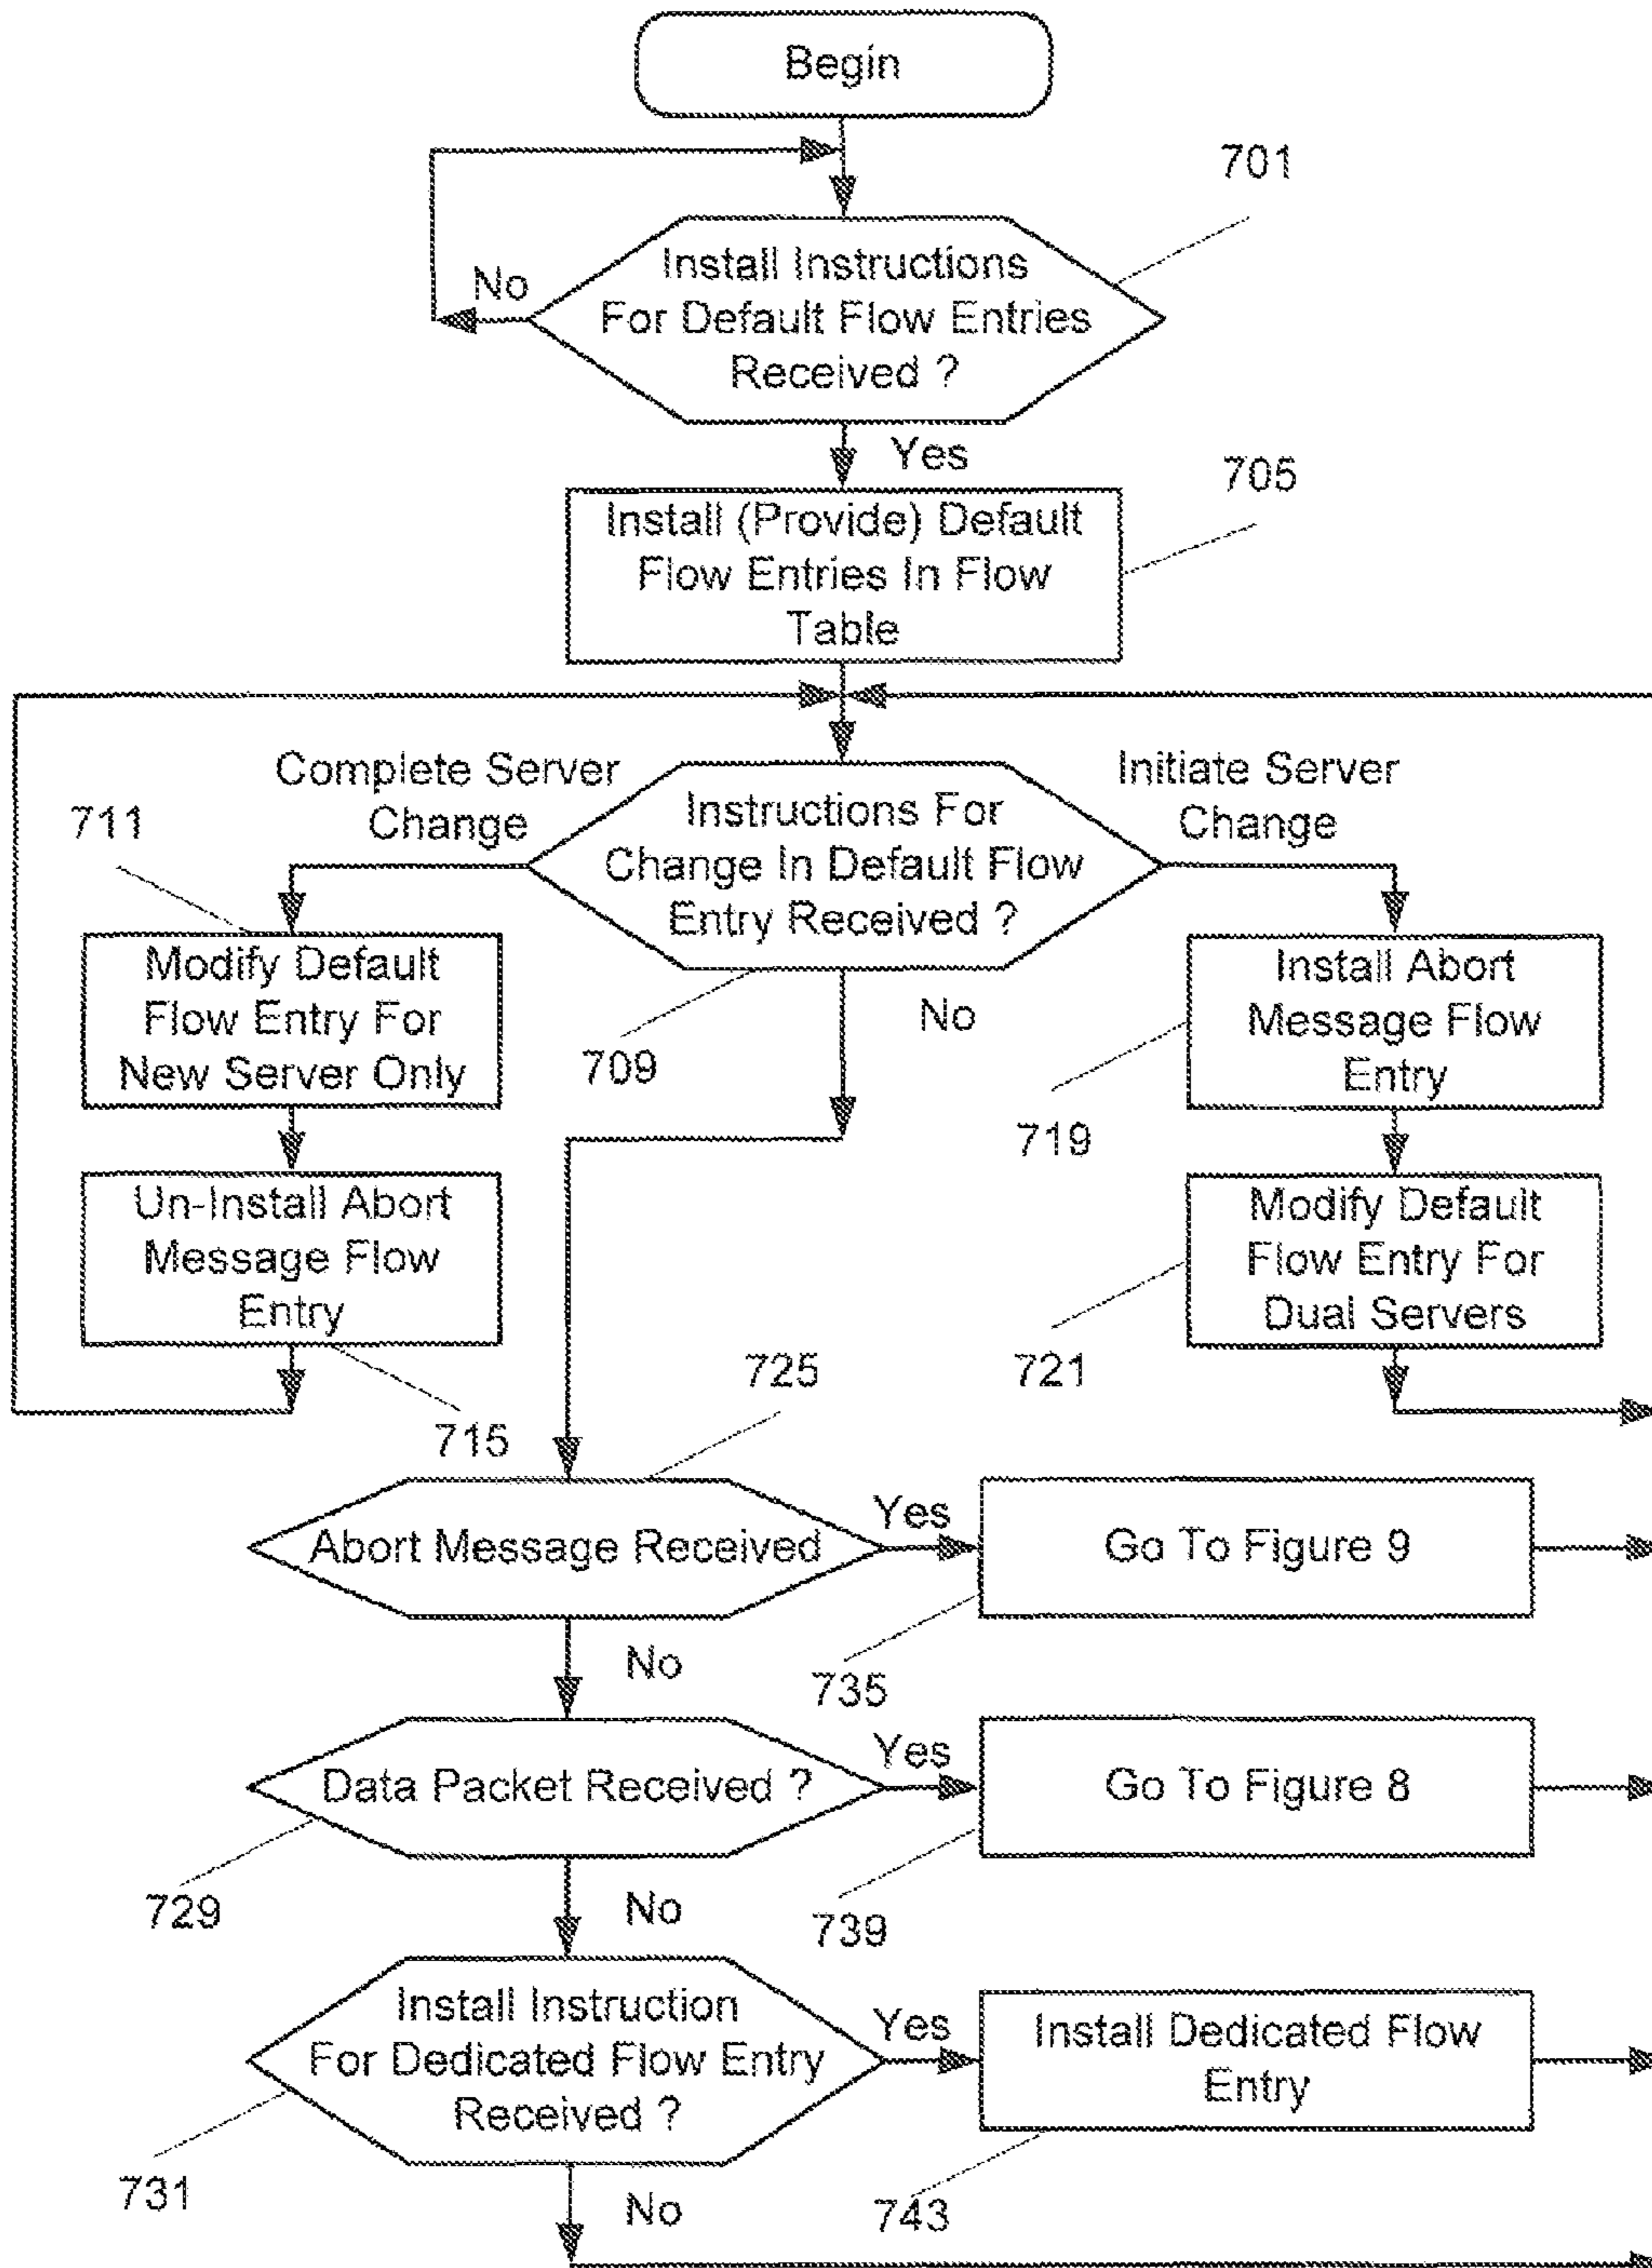 Begin
701
Install Instructions
For Default Flow Entries
Received ?
No
Yes
705
Install (Provide) Default
Flow Entries In Flow
Table
Complete Server
Change
Initiate Server
Change
711
Instructions For
Change In Default Flow
Entry Received ?
Modify Default
Flow Entry For
New Server Only
709
No
Install Abort
Message Flow
Entry
719
Un-Install Abort
Message Flow
Entry
Modify Default
Flow Entry For
Dual Servers
725
721
715
Abort Message Received
Yes
Go To Figure 9
No
735
Data Packet Received ?
Yes
Go To Figure 8
729
No
739
Install Instruction
For Dedicated Flow Entry
Received ?
Yes
Install Dedicated Flow
Entry
731
No
743